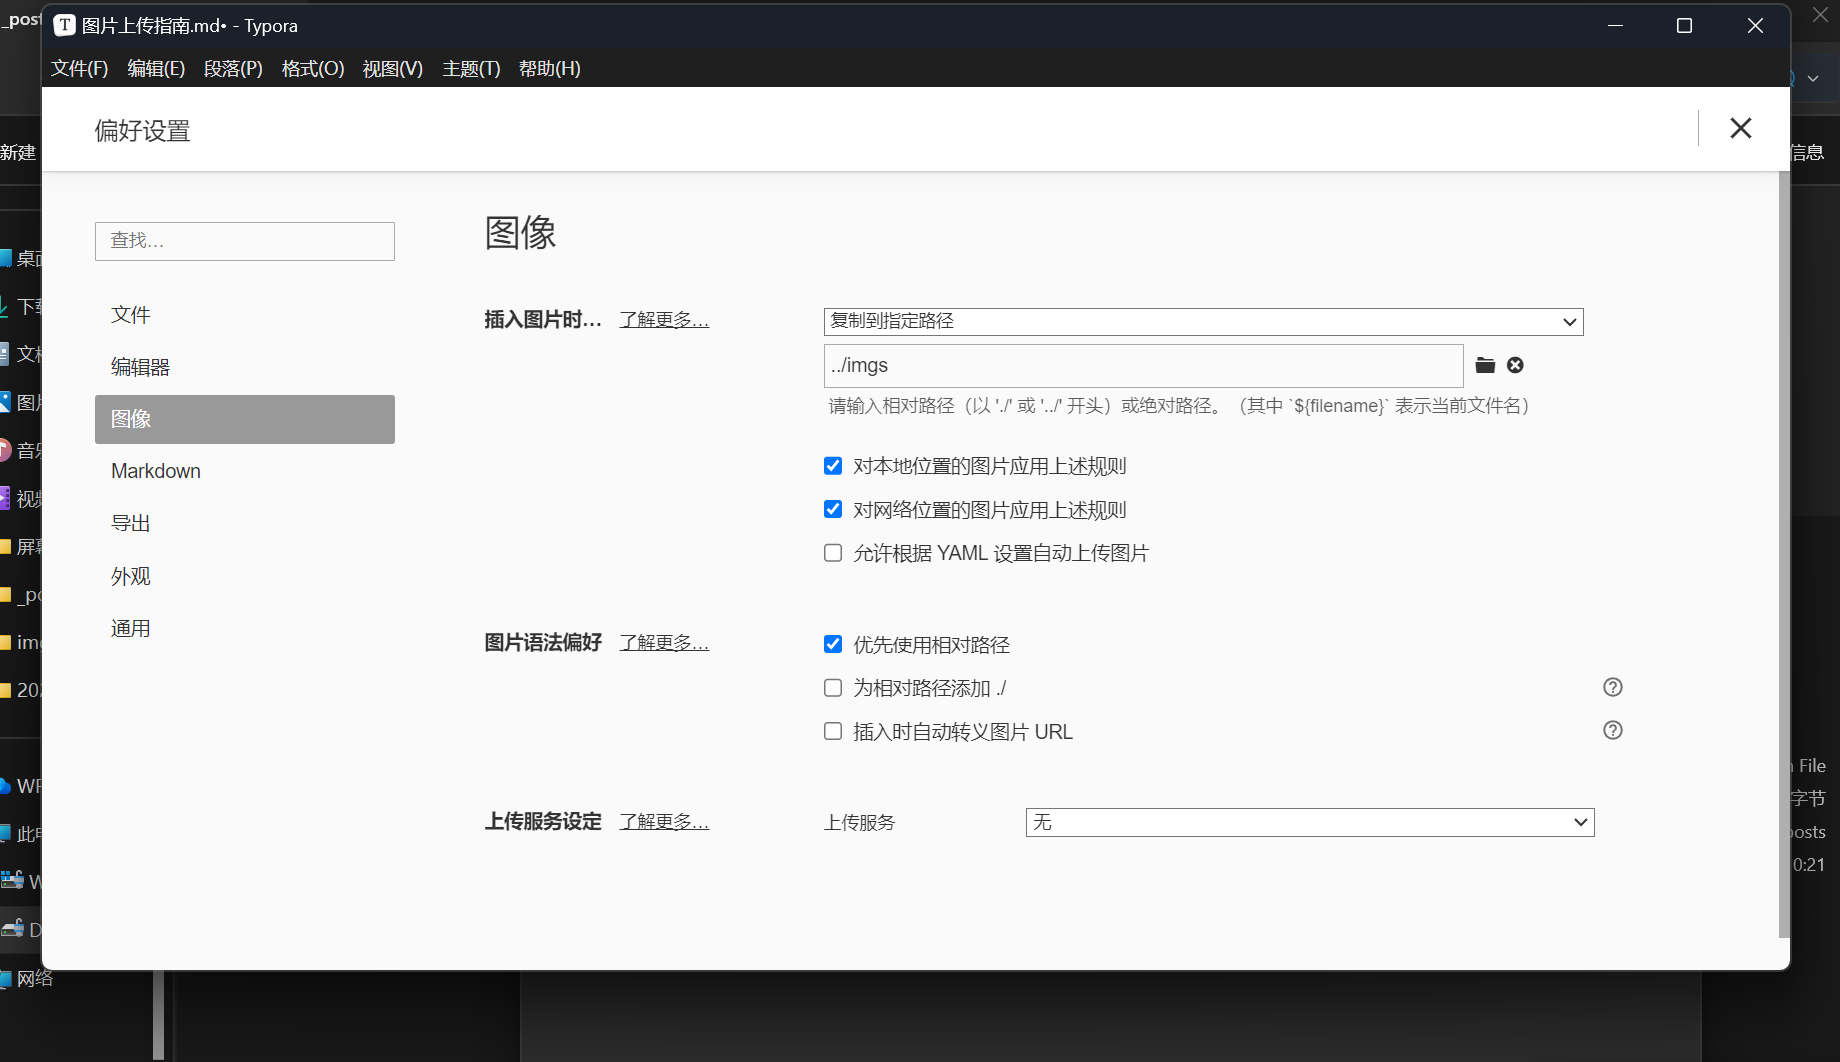 _post
图片上传指南.md• - Typora
文件(F) 编辑(E) 段落(P) 格式(O) 视图(V) 主题(T) 帮助(H)
偏好设置
新建
信息
查找...
图像
桌面
下载
文件
插入图片时... 了解更多...
复制到指定路径
文档
编辑器
../imgs
图片
图像
请输入相对路径（以 './' 或 '../' 开头）或绝对路径。（其中 `${filename}` 表示当前文件名）
音乐
Markdown
对本地位置的图片应用上述规则
视频
导出
对网络位置的图片应用上述规则
屏幕
外观
允许根据 YAML 设置自动上传图片
_po
通用
img
图片语法偏好 了解更多...
优先使用相对路径
202
为相对路径添加 ./
插入时自动转义图片 URL
File
字节
posts
0:21
上传服务设定 了解更多...
上传服务
无
此电
W
D
网络